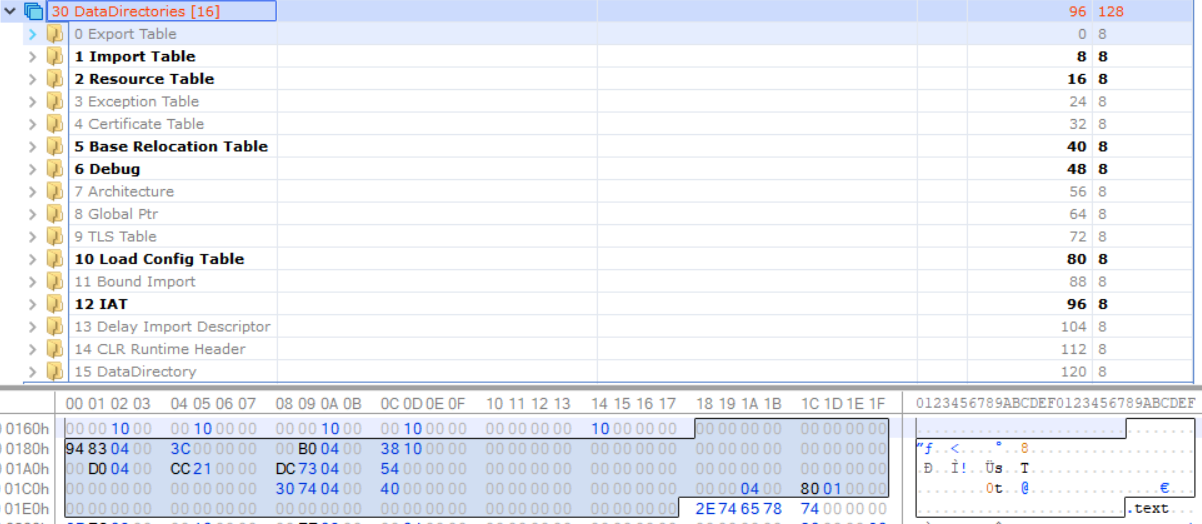 30 DataDirectories [16] 96 128
0 Export Table 0 8
1 Import Table 8 8
2 Resource Table 16 8
3 Exception Table 24 8
4 Certificate Table 32 8
5 Base Relocation Table 40 8
6 Debug 48 8
7 Architecture 56 8
8 Global Ptr 64 8
9 TLS Table 72 8
10 Load Config Table 80 8
11 Bound Import 88 8
12 IAT 96 8
13 Delay Import Descriptor 104 8
14 CLR Runtime Header 112 8
15 DataDirectory 120 8
00 01 02 03 04 05 06 07 08 09 0A 0B 0C 0D 0E 0F 10 11 12 13 14 15 16 17 18 19 1A 1B 1C 1D 1E 1F 0123456789ABCDEF0123456789ABCDEF
0160h 00 00 10 00 00 10 00 00 00 00 10 00 00 10 00 00 00 00 00 00 10 00 00 00 00 00 00 00 00 00 00 00 ................................
0180h 94 83 04 00 3C 00 00 00 00 B0 04 00 38 10 00 00 00 00 00 00 00 00 00 00 00 00 00 00 00 00 00 00 ”ƒ..<....°..8...................
01A0h 00 D0 04 00 CC 21 00 00 DC 73 04 00 54 00 00 00 00 00 00 00 00 00 00 00 00 00 00 00 00 00 00 00 .Ð..Ì!..Üs..T...................
01C0h 00 00 00 00 00 00 00 00 30 74 04 00 40 00 00 00 00 00 00 00 00 00 00 00 00 00 04 00 80 01 00 00 ........0t..@...............€...
01E0h 00 00 00 00 00 00 00 00 00 00 00 00 00 00 00 00 00 00 00 00 00 00 00 00 2E 74 65 78 74 00 00 00 .........................text...